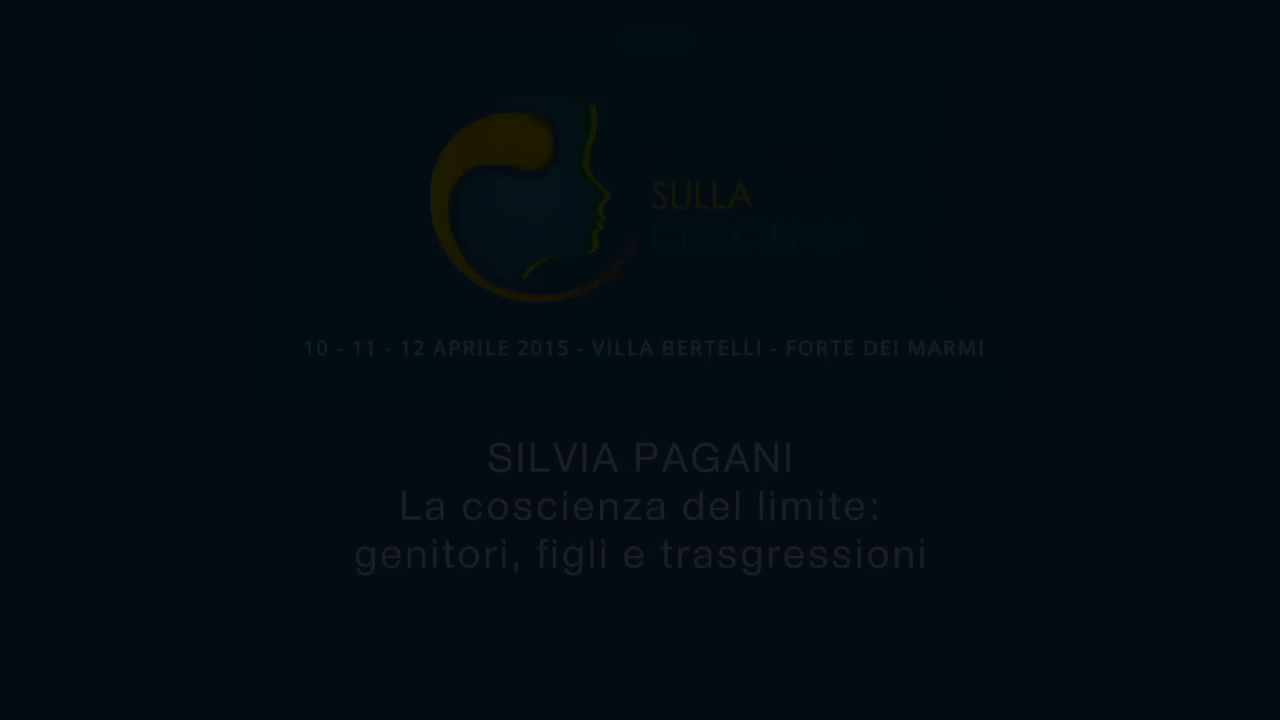 SULLA
COSCIENZA
10 - 11 - 12 APRILE 2015 - VILLA BERTELLI - FORTE DEI MARMI
SILVIA PAGANI
La coscienza del limite:
genitori, figli e trasgressioni